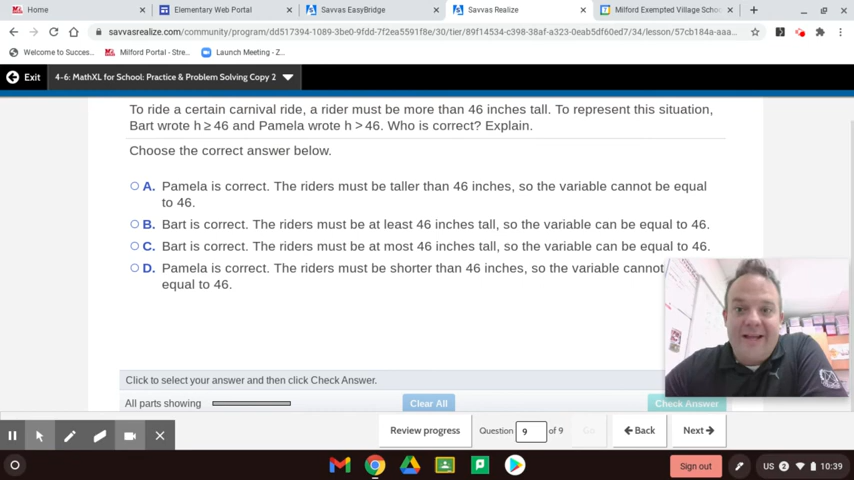 Home
Elementary Web Portal
Savvas EasyBridge
Savvas Realize
Milford Exempted Village Schoo
savvasrealize.com/community/program/dd517394-1089-3be0-9fdd-7f2ea5591f8e/30/tier/89f14534-c398-38af-a323-0eab5df60ed7/34/lesson/57cb184a-aaa...
Welcome to Succes...
Milford Portal - Stre...
Launch Meeting - Z...
Exit
4-6: MathXL for School: Practice & Problem Solving Copy 2
To ride a certain carnival ride, a rider must be more than 46 inches tall. To represent this situation,
Bart wrote h ≥ 46 and Pamela wrote h > 46. Who is correct? Explain.
Choose the correct answer below.
A. Pamela is correct. The riders must be taller than 46 inches, so the variable cannot be equal
to 46.
B. Bart is correct. The riders must be at least 46 inches tall, so the variable can be equal to 46.
C. Bart is correct. The riders must be at most 46 inches tall, so the variable can be equal to 46.
D. Pamela is correct. The riders must be shorter than 46 inches, so the variable cannot
equal to 46.
Click to select your answer and then click Check Answer.
All parts showing
Clear All
Check Answer
Review progress
Question 9 of 9
Go
Back
Next
Sign out
US
2
10:39